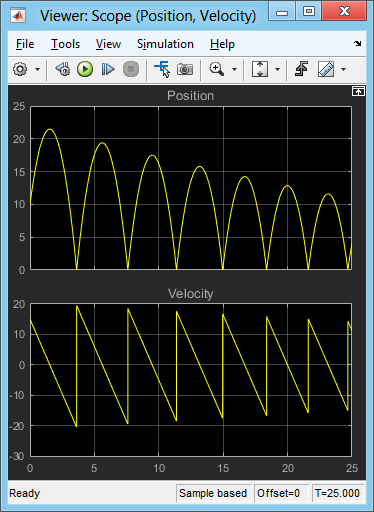 Viewer: Scope (Position, Velocity)
File Tools View Simulation Help
Position
25
20
15
10
5
0
Velocity
20
10
0
-10
-20
-30
0 5 10 15 20 25
Ready Sample based Offset=0 T=25.000